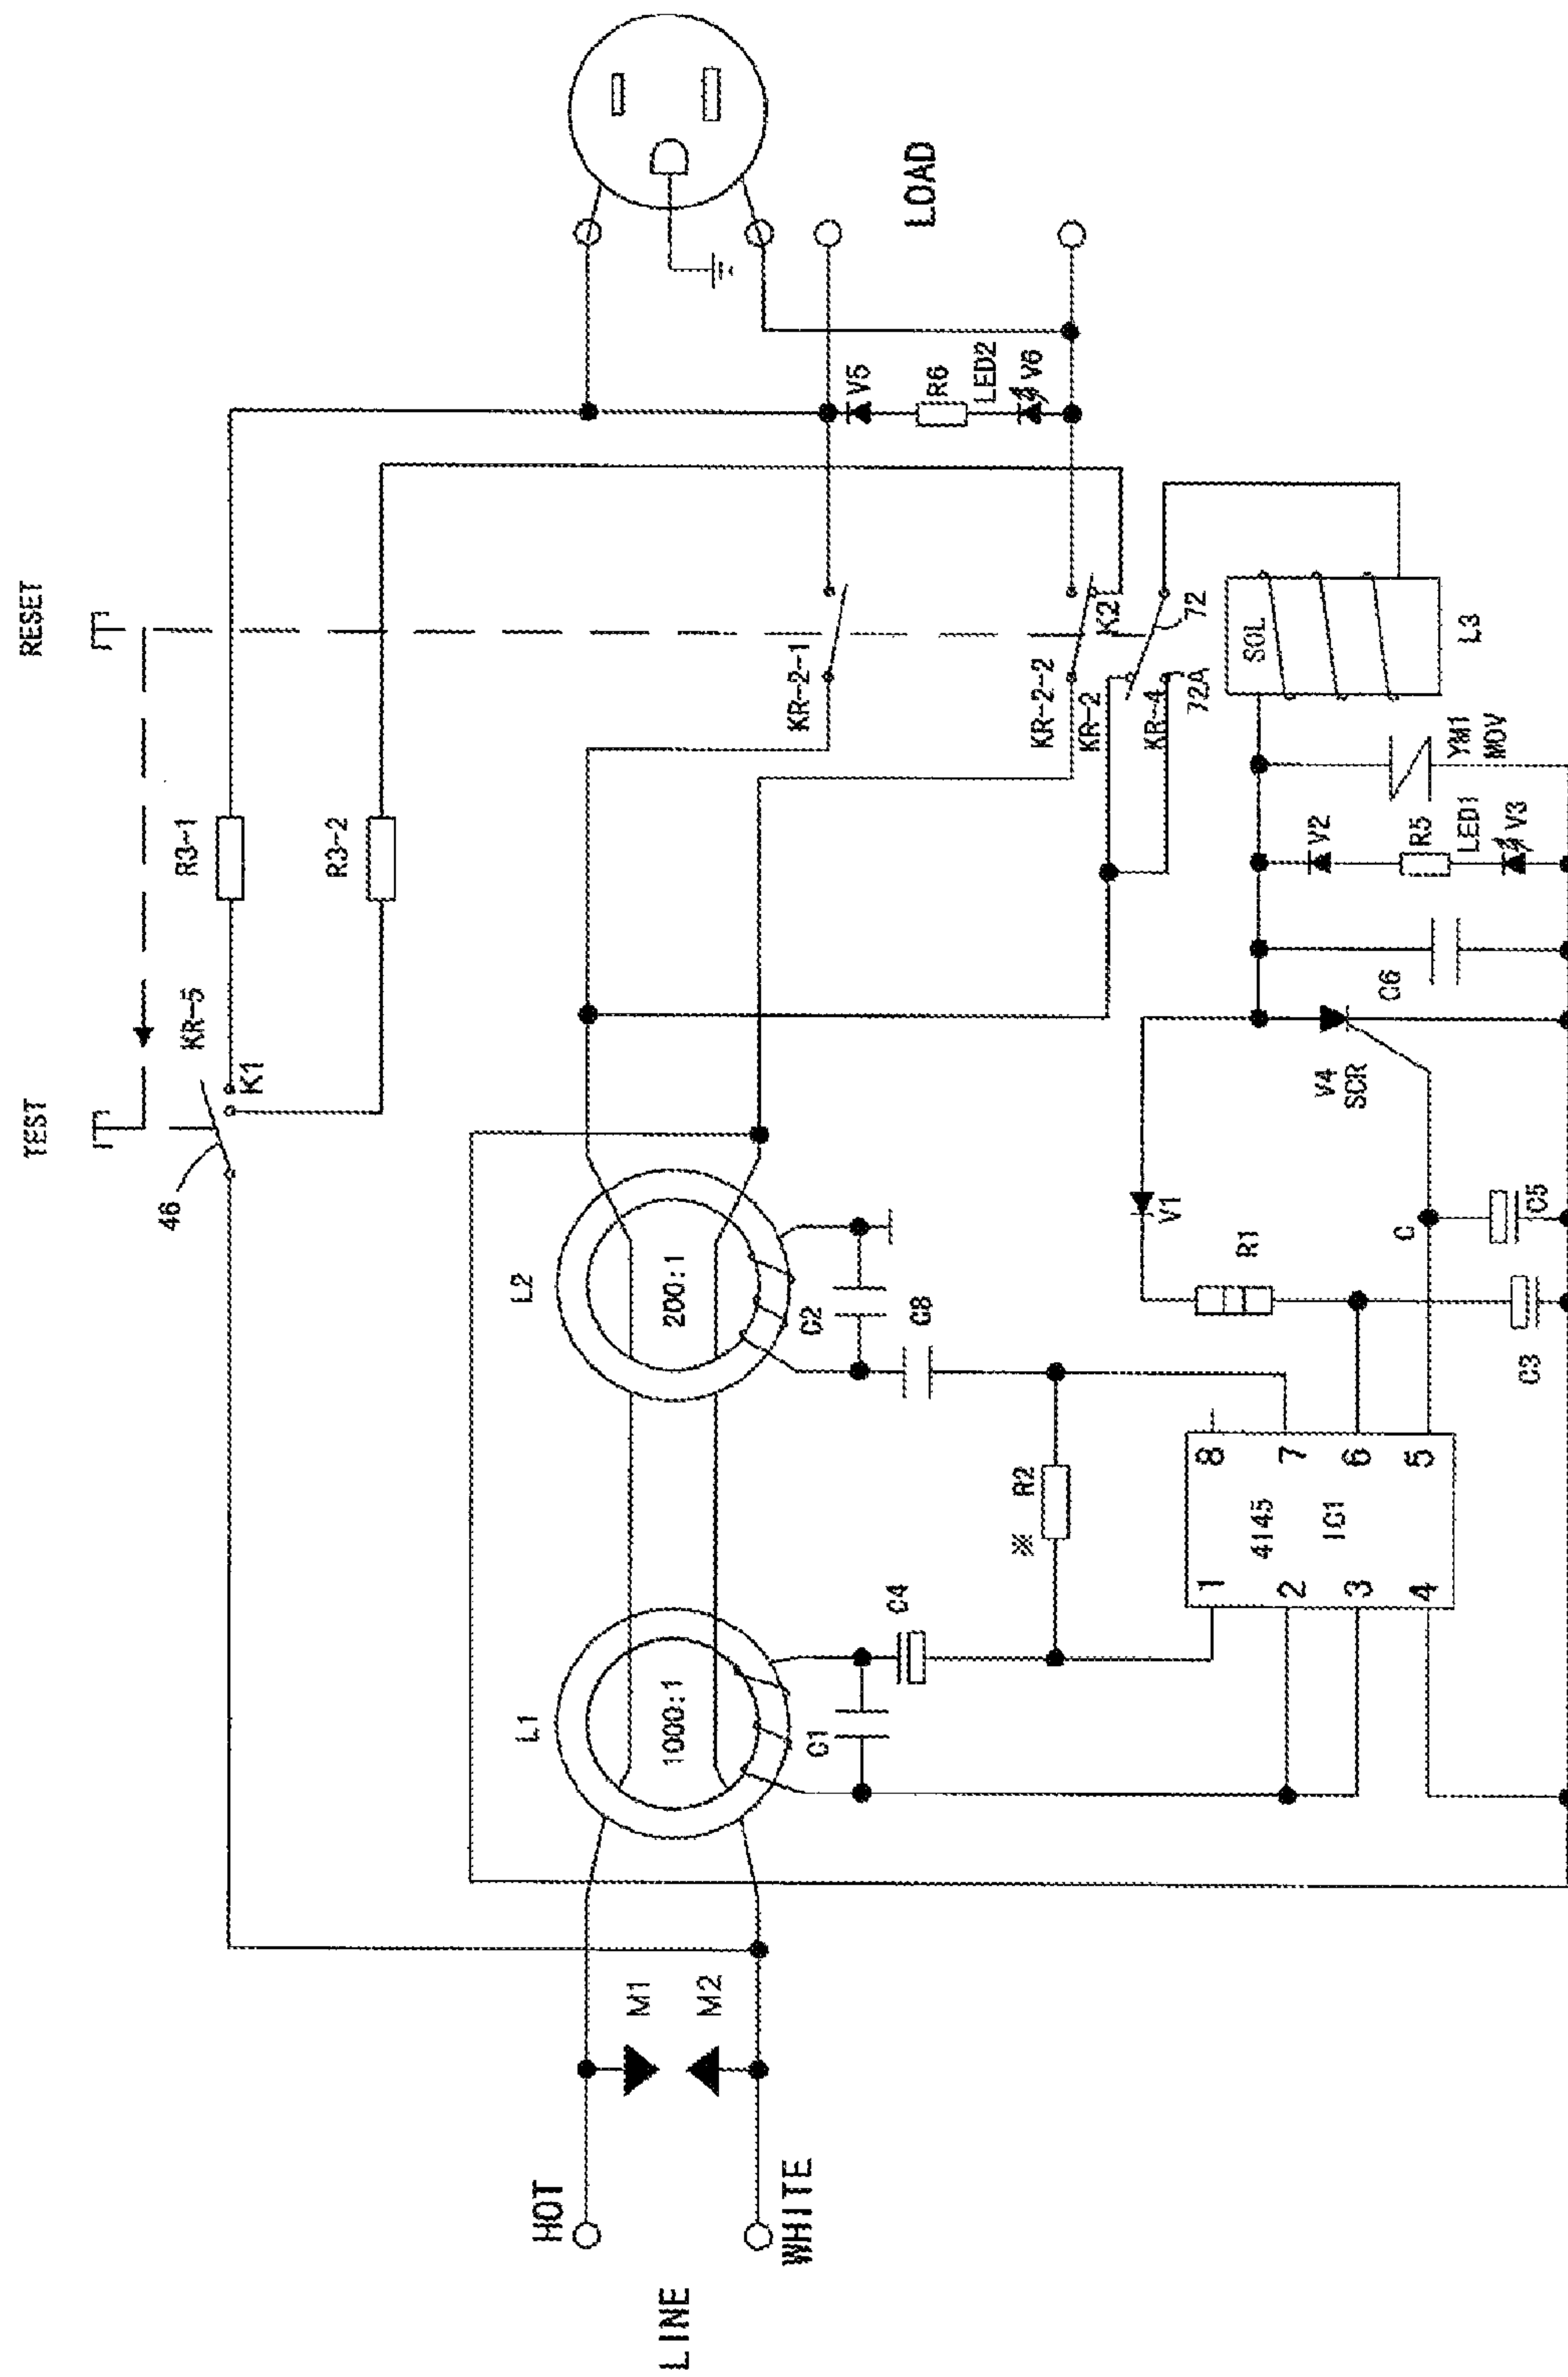 TEST
RESET
46
KR-5
K1
R3-1
R3-2
LINE
HOT
WHITE
M1
M2
L1
1000:1
L2
200:1
C1
C4
C2
C8
※ R2
KR-2-1
KR-2-2
K2
KR-2
KR-4
72
72A
V5
R6
LED2
V6
LOAD
4145
IC1
1
2
3
4
5
6
7
8
V1
R1
C3
G
C5
V4
SCR
C6
V2
R5
LED1
V3
YM1
MOV
SOL
L3